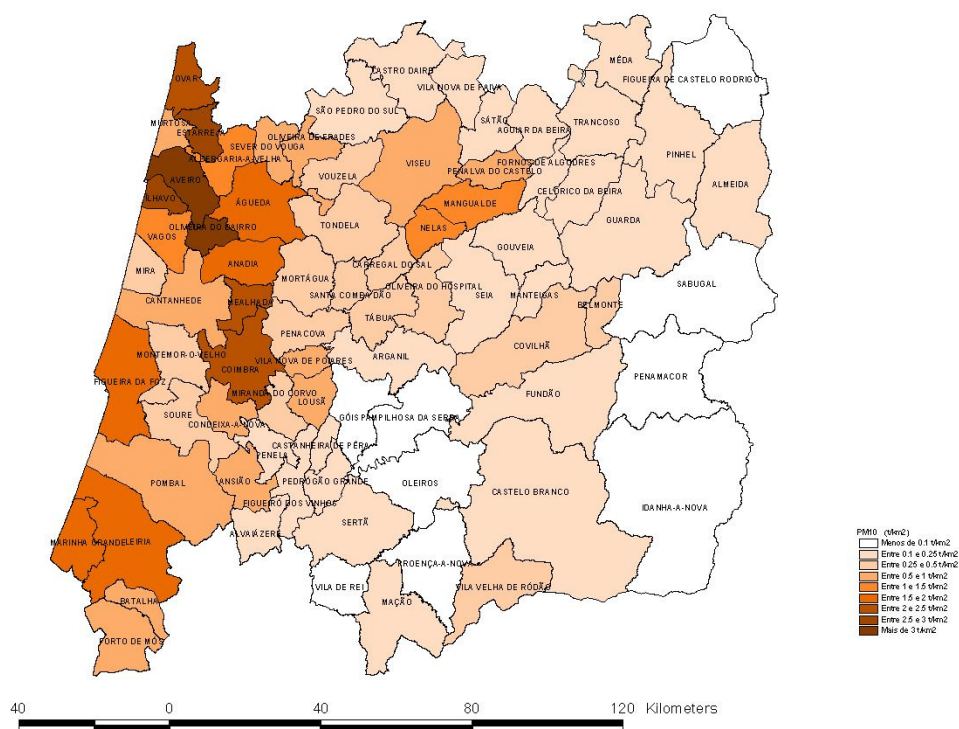 OVAR
CASTRO DAIRE
MÊDA
FIGUEIRA DE CASTELO RODRIGO
VILA NOVA DE PAIVA
SÃO PEDRO DO SUL
MURTOSA
ESTARREJA
SÁTÃO
AGUIAR DA BEIRA
TRANCOSO
OLIVEIRA DE FRADES
SEVER DO VOUGA
ALBERGARIA-A-VELHA
VISEU
PENALVA DO CASTELO
FORNOS DE ALGODRES
PINHEL
VOUZELA
AVEIRO
ALMEIDA
CELORICO DA BEIRA
ÍLHAVO
ÁGUEDA
MANGUALDE
GUARDA
OLIVEIRA DO BAIRRO
TONDELA
NELAS
VAGOS
GOUVEIA
ANADIA
CARREGAL DO SAL
MIRA
MORTÁGUA
SABUGAL
OLIVEIRA DO HOSPITAL
SEIA
MANTEIGAS
CANTANHEDE
MEALHADA
SANTA COMBA DÃO
BELMONTE
TÁBUA
PENACOVA
COVILHÃ
MONTEMOR-O-VELHO
VILA NOVA DE POIARES
ARGANIL
COIMBRA
FIGUEIRA DA FOZ
PENAMACOR
MIRANDA DO CORVO
LOUSÃ
FUNDÃO
SOURE
GÓIS
PAMPILHOSA DA SERRA
CONDEIXA-A-NOVA
CASTANHEIRA DE PÊRA
PENELA
POMBAL
ANSIÃO
PEDRÓGÃO GRANDE
OLEIROS
CASTELO BRANCO
FIGUEIRÓ DOS VINHOS
IDANHA-A-NOVA
SERTÃ
ALVAIÁZERE
MARINHA GRANDE
LEIRIA
PROENÇA-A-NOVA
VILA DE REI
VILA VELHA DE RÓDÃO
BATALHA
MAÇÃO
PORTO DE MÓS
PM10 (t/km2)
Menos de 0.1 t/km2
Entre 0.1 e 0.25 t/km2
Entre 0.25 e 0.5 t/km2
Entre 0.5 e 1 t/km2
Entre 1 e 1.5 t/km2
Entre 1.5 e 2 t/km2
Entre 2 e 2.5 t/km2
Entre 2.5 e 3 t/km2
Mais de 3 t/km2
40 0 40 80 120 Kilometers